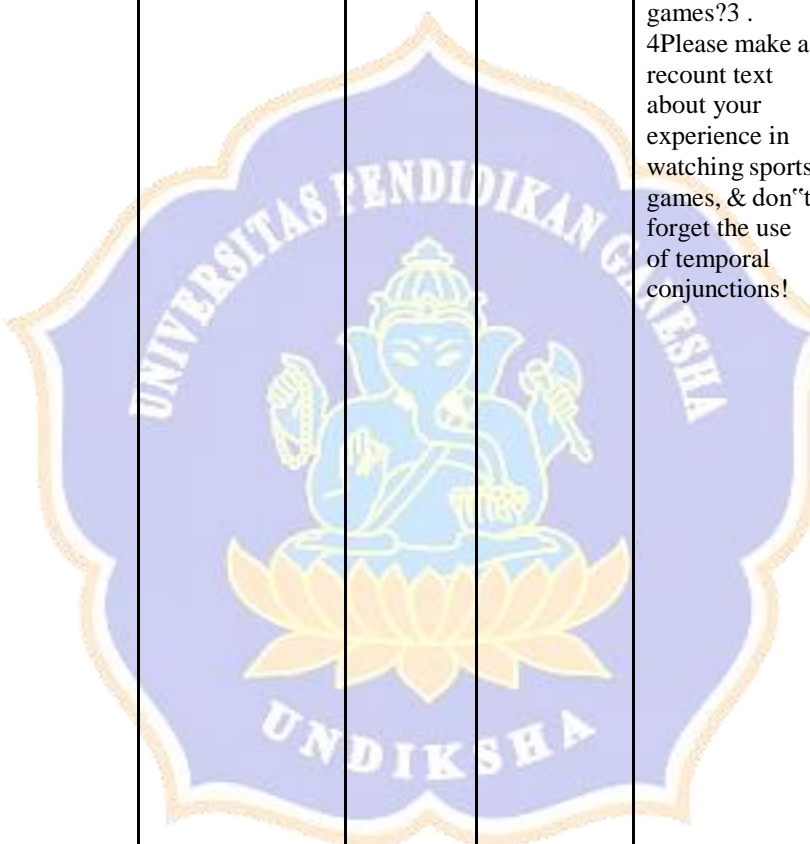 games?3 .
4Please make a
recount text
about your
experience in
watching sports
games, & don‟t
forget the use
of temporal
conjunctions!
UNIVERSITAS PENDIDIKAN GANESHA
UNDIKSHA